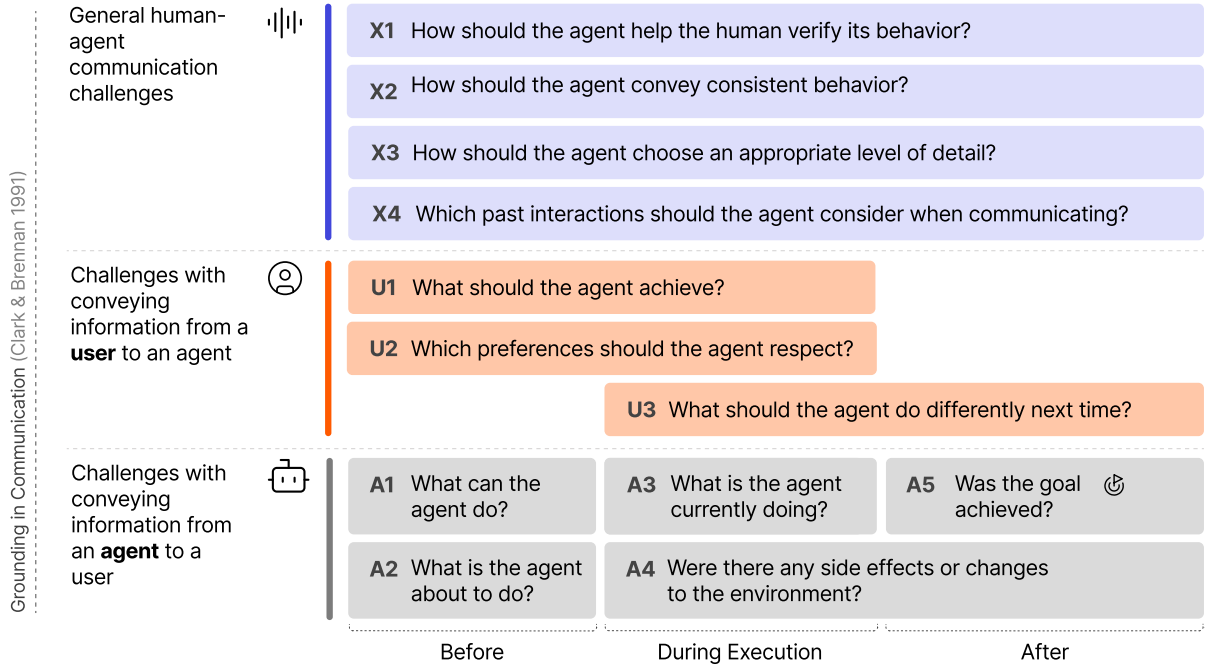 Grounding in Communication (Clark & Brennan 1991)
General human-
agent
communication
challenges
X1 How should the agent help the human verify its behavior?
X2 How should the agent convey consistent behavior?
X3 How should the agent choose an appropriate level of detail?
X4 Which past interactions should the agent consider when communicating?
Challenges with
conveying
information from a
user to an agent
U1 What should the agent achieve?
U2 Which preferences should the agent respect?
U3 What should the agent do differently next time?
Challenges with
conveying
information from
an agent to a
user
A1 What can the
agent do?
A3 What is the agent
currently doing?
A5 Was the goal
achieved?
A2 What is the agent
about to do?
A4 Were there any side effects or changes
to the environment?
Before
During Execution
After